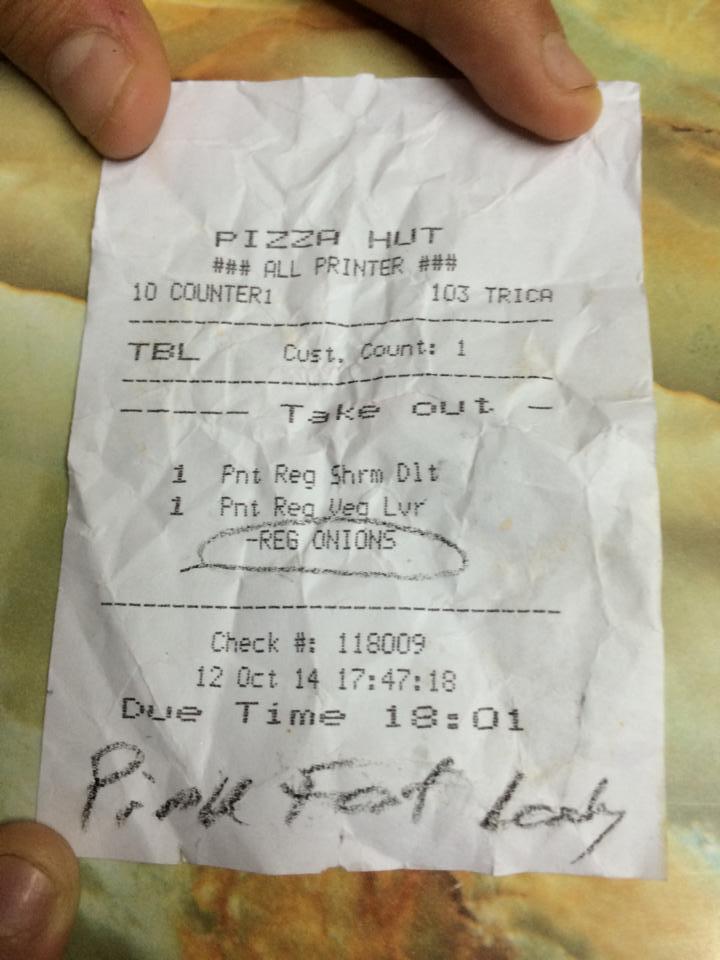 PIZZA HUT
### ALL PRINTER ###
10 COUNTER1 103 TRICA
TBL Cust. Count: 1
----- Take out -
1 Pnt Reg Shrm Dlt
1 Pnt Reg Veg Lvr
-REG ONIONS
Check #: 118009
12 Oct 14 17:47:18
Due Time 18:01
Pink Fat Lady